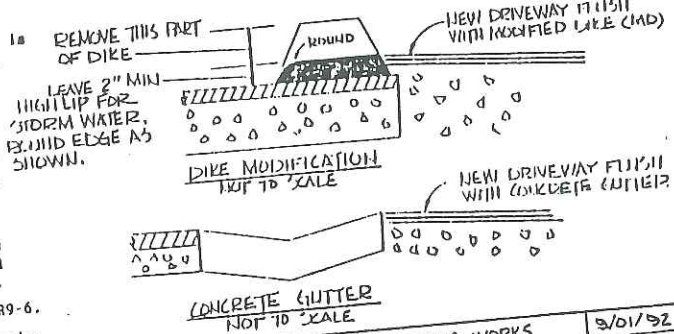 REMOVE THIS PART
OF DIKE
ROUND
NEW DRIVEWAY FINISH
WITH MODIFIED DIKE (MD)
LEAVE 2" MIN
HIGH LIP FOR
STORM WATER,
ROUND EDGE AS
SHOWN.
DIKE MODIFICATION
NOT TO SCALE
NEW DRIVEWAY FINISH
WITH CONCRETE GUTTER
CONCRETE GUTTER
NOT TO SCALE
89-6.
WORKS
9/01/92